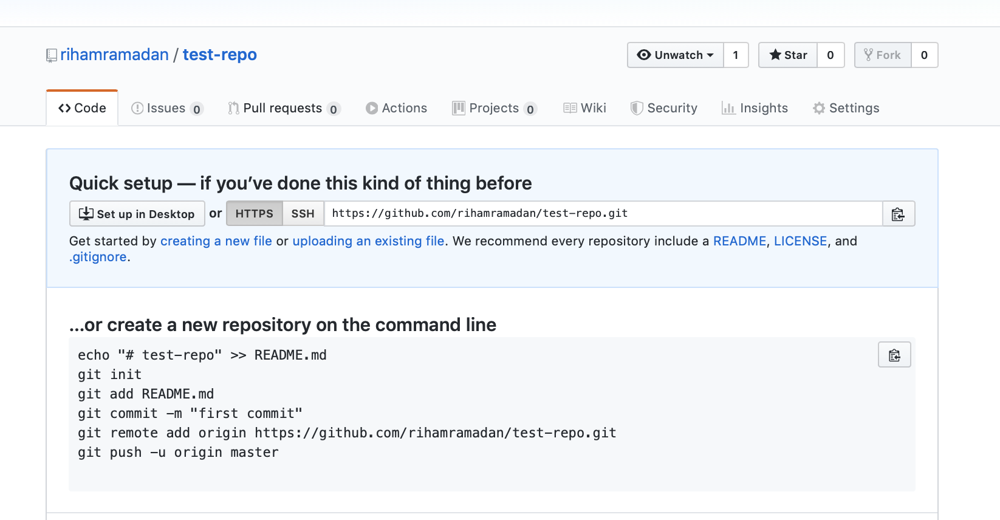 rihamramadan / test-repo
Unwatch 1 Star 0 Fork 0
Code Issues 0 Pull requests 0 Actions Projects 0 Wiki Security Insights Settings
Quick setup — if you’ve done this kind of thing before
Set up in Desktop or HTTPS SSH https://github.com/rihamramadan/test-repo.git
Get started by creating a new file or uploading an existing file. We recommend every repository include a README, LICENSE, and
.gitignore.
…or create a new repository on the command line
echo "# test-repo" >> README.md
git init
git add README.md
git commit -m "first commit"
git remote add origin https://github.com/rihamramadan/test-repo.git
git push -u origin master